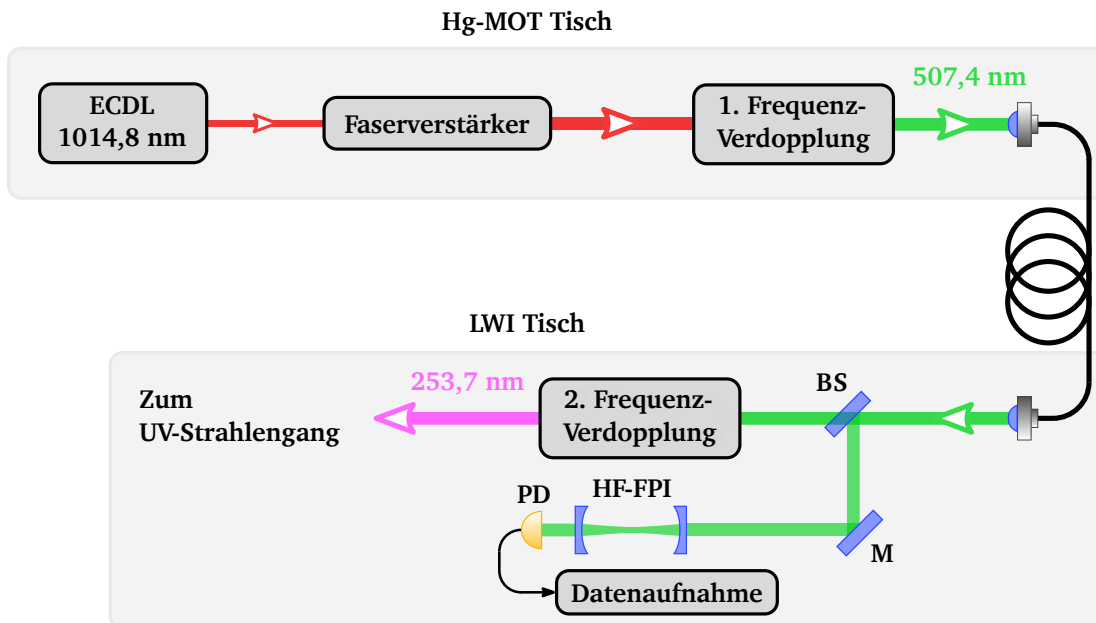 Hg-MOT Tisch
507,4 nm
ECDL
1014,8 nm
Faserverstärker
1. Frequenz-
Verdopplung
LWI Tisch
Zum
UV-Strahlengang
253,7 nm
2. Frequenz-
Verdopplung
BS
PD
HF-FPI
M
Datenaufnahme